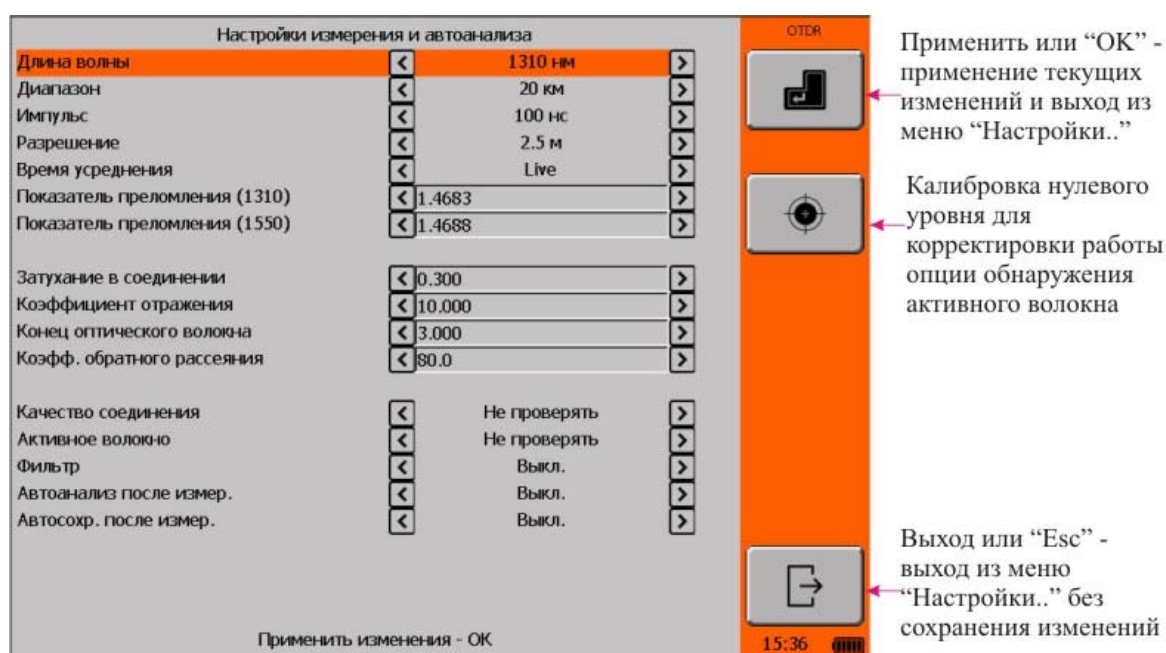 Настройки измерения и автоанализа
Длина волны < 1310 нм >
Диапазон < 20 км >
Импульс < 100 нс >
Разрешение < 2.5 м >
Время усреднения < Live >
Показатель преломления (1310) < 1.4683 >
Показатель преломления (1550) < 1.4688 >
Затухание в соединении < 0.300 >
Коэффициент отражения < 10.000 >
Конец оптического волокна < 3.000 >
Коэфф. обратного рассеяния < 80.0 >
Качество соединения < Не проверять >
Активное волокно < Не проверять >
Фильтр < Выкл. >
Автоанализ после измер. < Выкл. >
Автосохр. после измер. < Выкл. >
Применить изменения - ОК
OTDR
15:36
Применить или “OK” -
применение текущих
изменений и выход из
меню “Настройки..”
Калибровка нулевого
уровня для
корректировки работы
опции обнаружения
активного волокна
Выход или “Esc” -
выход из меню
“Настройки..” без
сохранения изменений